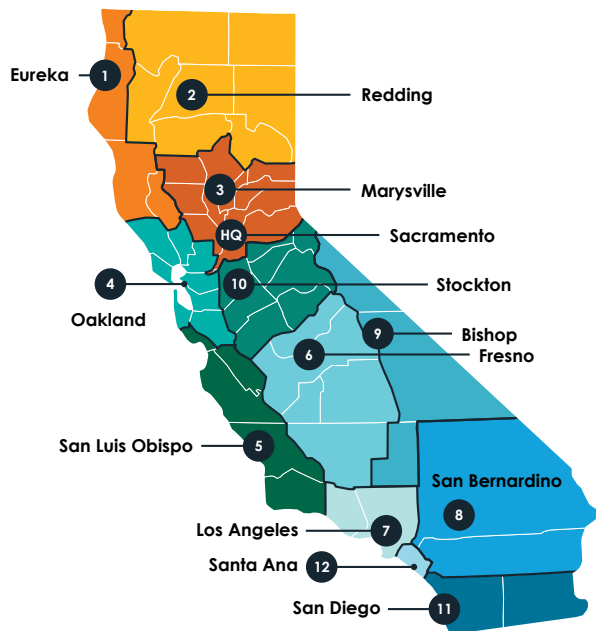 Eureka 1
2 Redding
3 Marysville
HQ Sacramento
4 10 Stockton
Oakland
9 Bishop
6 Fresno
San Luis Obispo 5
San Bernardino
8
Los Angeles 7
Santa Ana 12
San Diego 11